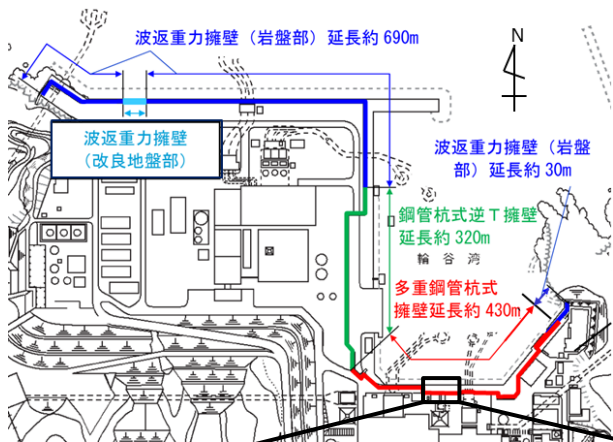 波返重力擁壁（岩盤部）延長約 690m
N
波返重力擁壁
（改良地盤部）
波返重力擁壁（岩盤
部）延長約 30m
鋼管杭式逆Ｔ擁壁
延長約 320m
輪谷湾
多重鋼管杭式
擁壁延長約 430m